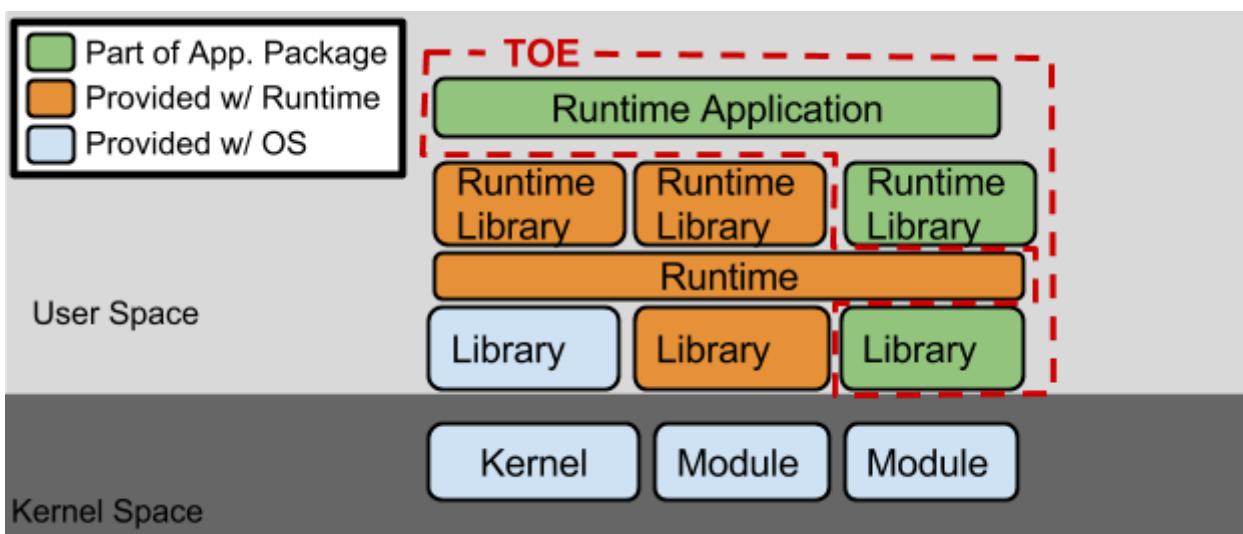 Part of App. Package
Provided w/ Runtime
Provided w/ OS
TOE
Runtime Application
Runtime
Library
Runtime
Library
Runtime
Library
Runtime
User Space
Library
Library
Library
Kernel
Module
Module
Kernel Space